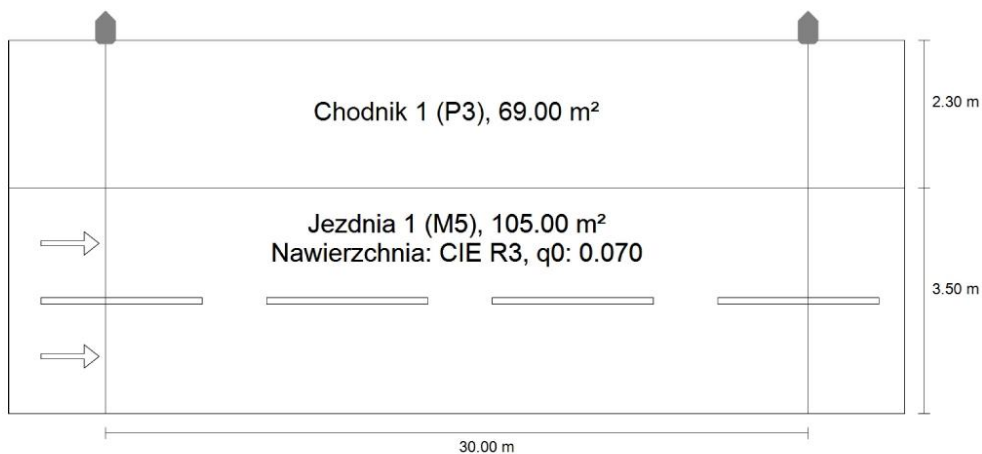 Chodnik 1 (P3), 69.00 m²
2.30 m
Jezdnia 1 (M5), 105.00 m²
Nawierzchnia: CIE R3, q0: 0.070
3.50 m
30.00 m